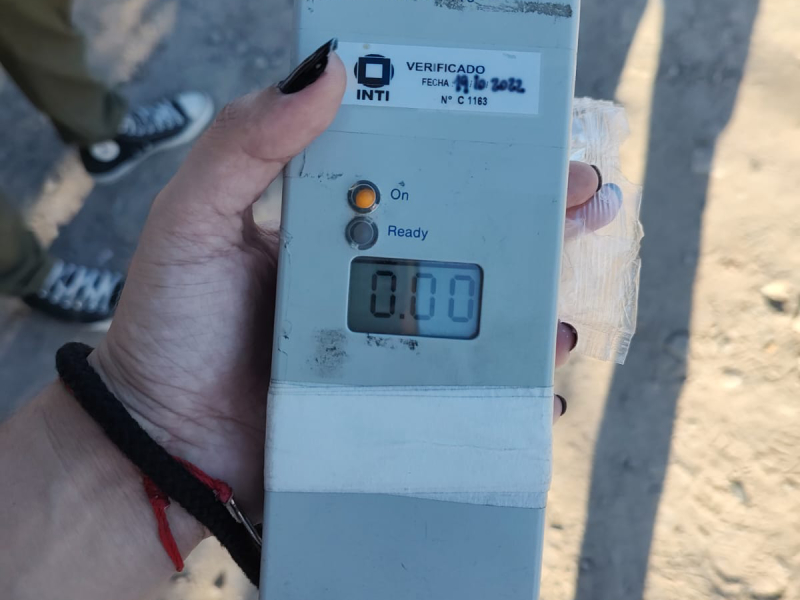 VERIFICADO
FECHA 19/10 2022
INTI
N° C 1163
On
Ready
0.00